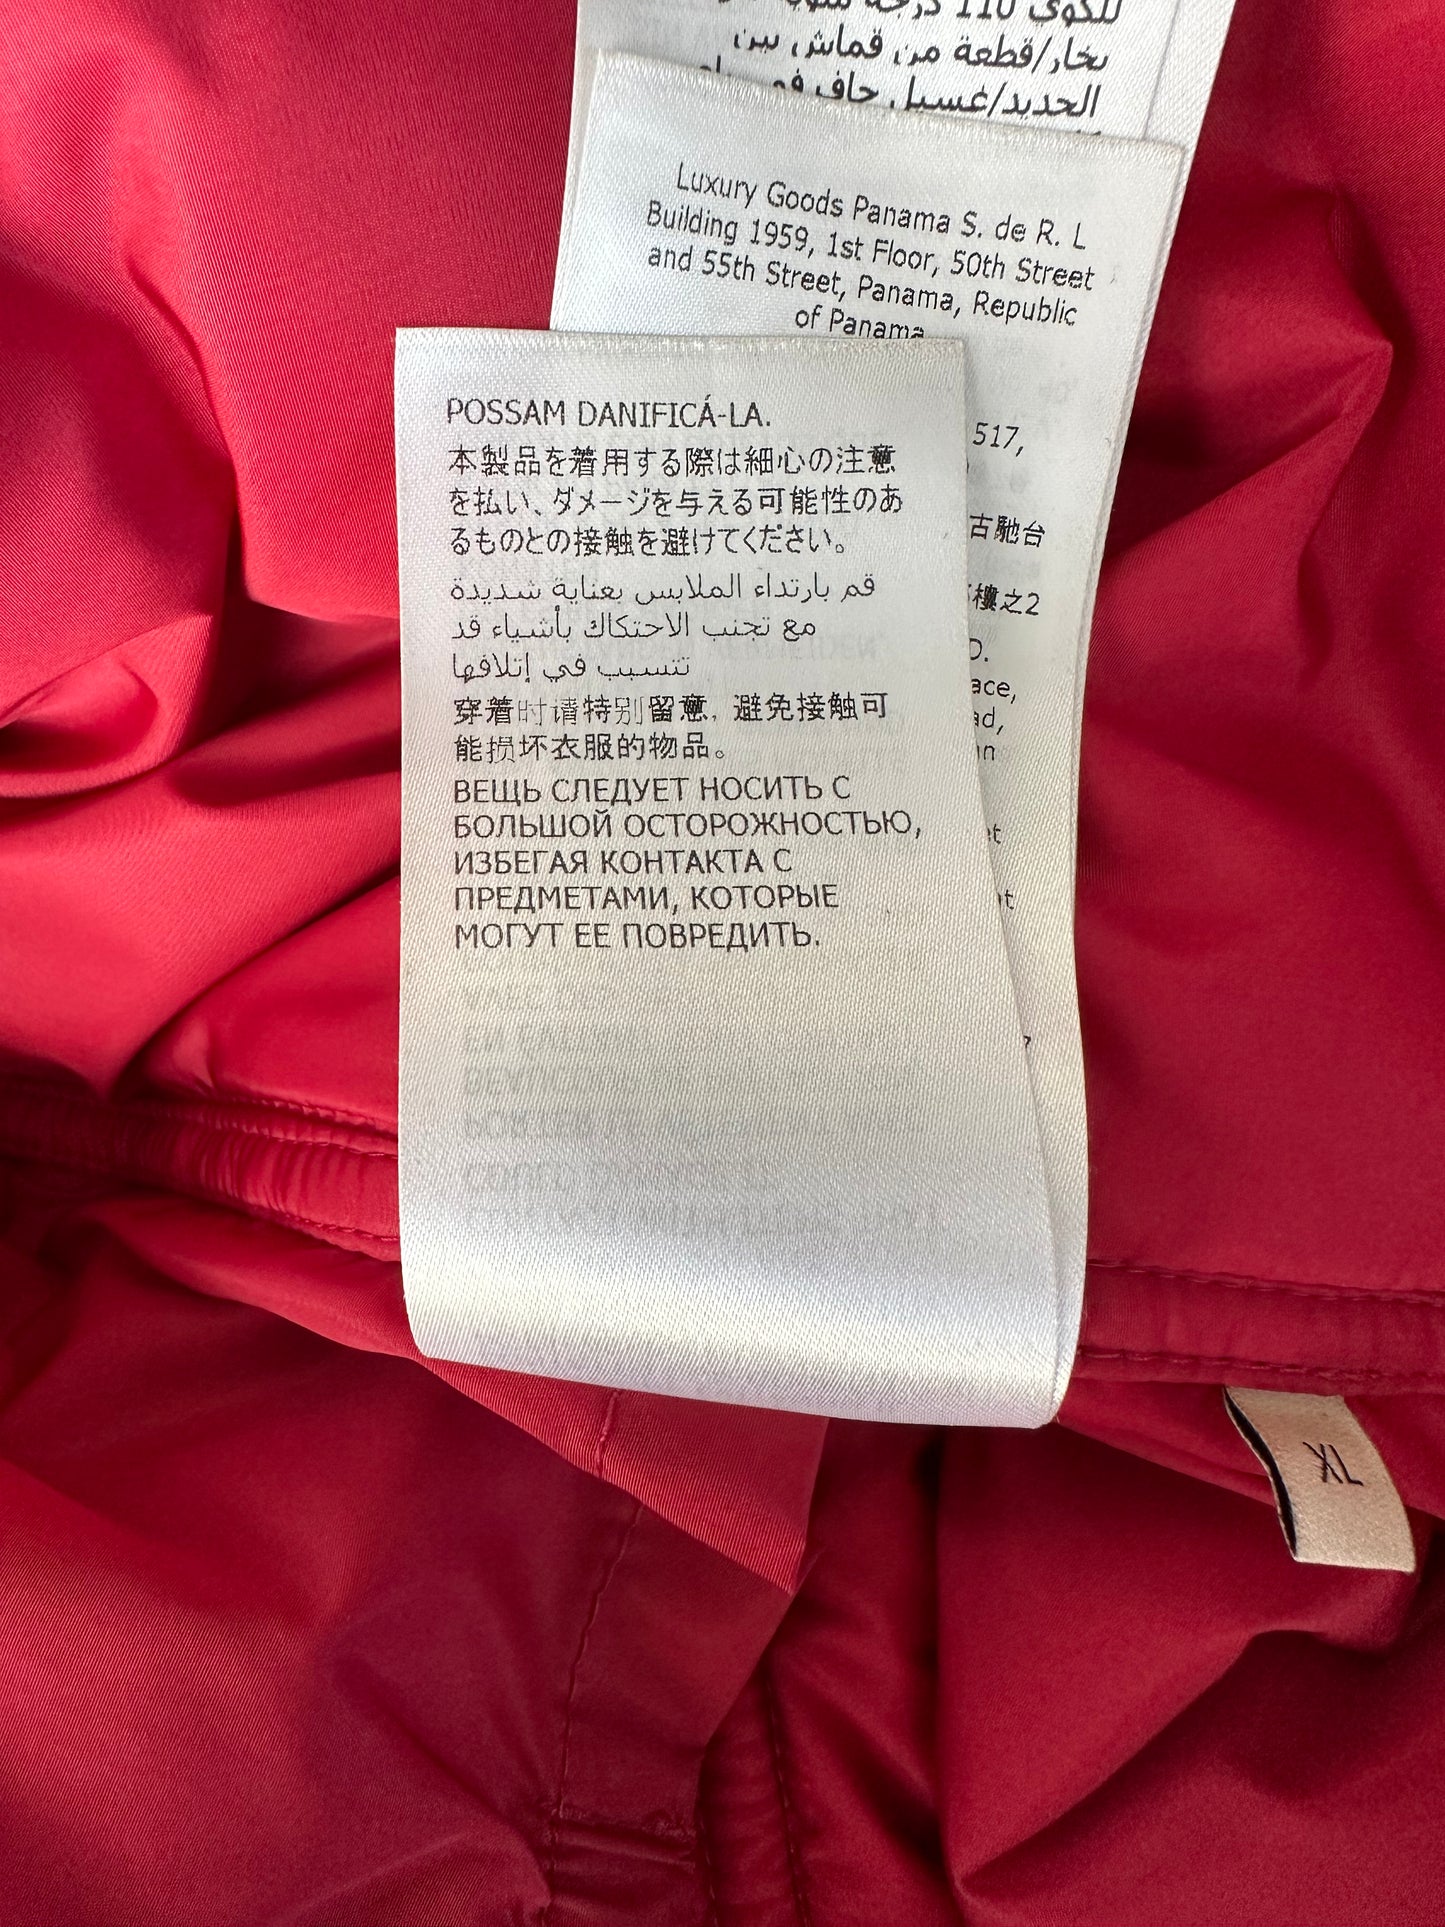 للكوي 110 درجة
بخار/قطعة من قماش بين
الحديد/غسيل جاف في
Luxury Goods Panama S. de R. L
Building 1959, 1st Floor, 50th Street
and 55th Street, Panama, Republic
of Panama
517,
古馳台
樓之2
D.
ace,
ad,
POSSAM DANIFICÁ-LA.
本製品を着用する際は細心の注意
を払い、ダメージを与える可能性のあ
るものとの接触を避けてください。
قم بارتداء الملابس بعناية شديدة
مع تجنب الاحتكاك بأشياء قد
تتسبب في إتلافها
穿着时请特别留意，避免接触可
能损坏衣服的物品。
ВЕЩЬ СЛЕДУЕТ НОСИТЬ С
БОЛЬШОЙ ОСТОРОЖНОСТЬЮ,
ИЗБЕГАЯ КОНТАКТА С
ПРЕДМЕТАМИ, КОТОРЫЕ
МОГУТ ЕЕ ПОВРЕДИТЬ.
XL